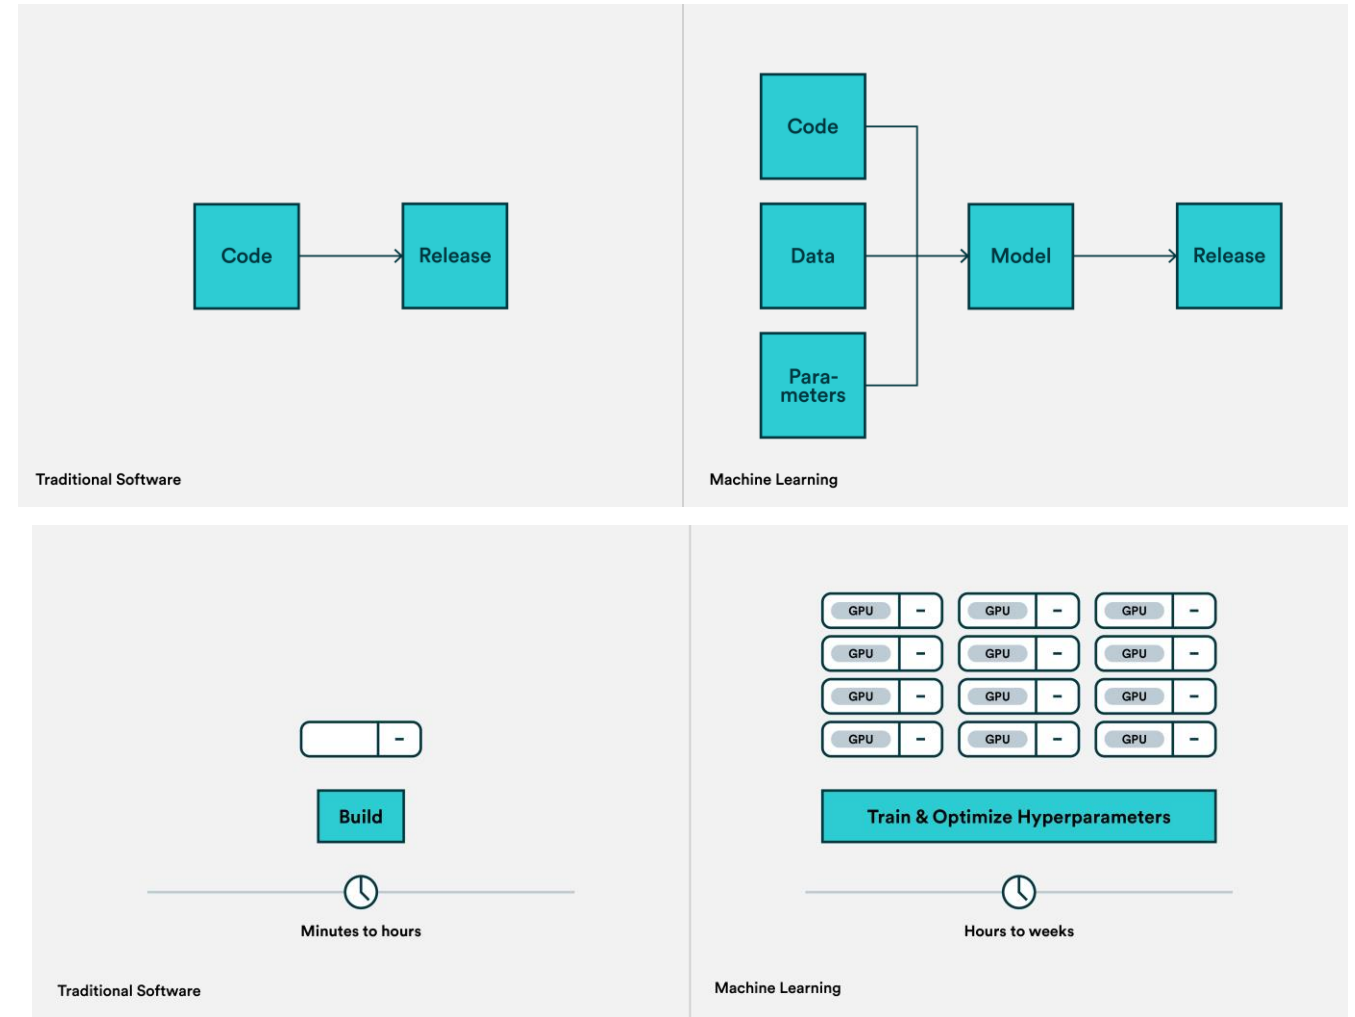 Code
Release
Traditional Software
Code
Data
Para-
meters
Model
Release
Machine Learning
-
Build
Minutes to hours
Traditional Software
GPU - GPU - GPU -
GPU - GPU - GPU -
GPU - GPU - GPU -
GPU - GPU - GPU -
Train & Optimize Hyperparameters
Hours to weeks
Machine Learning